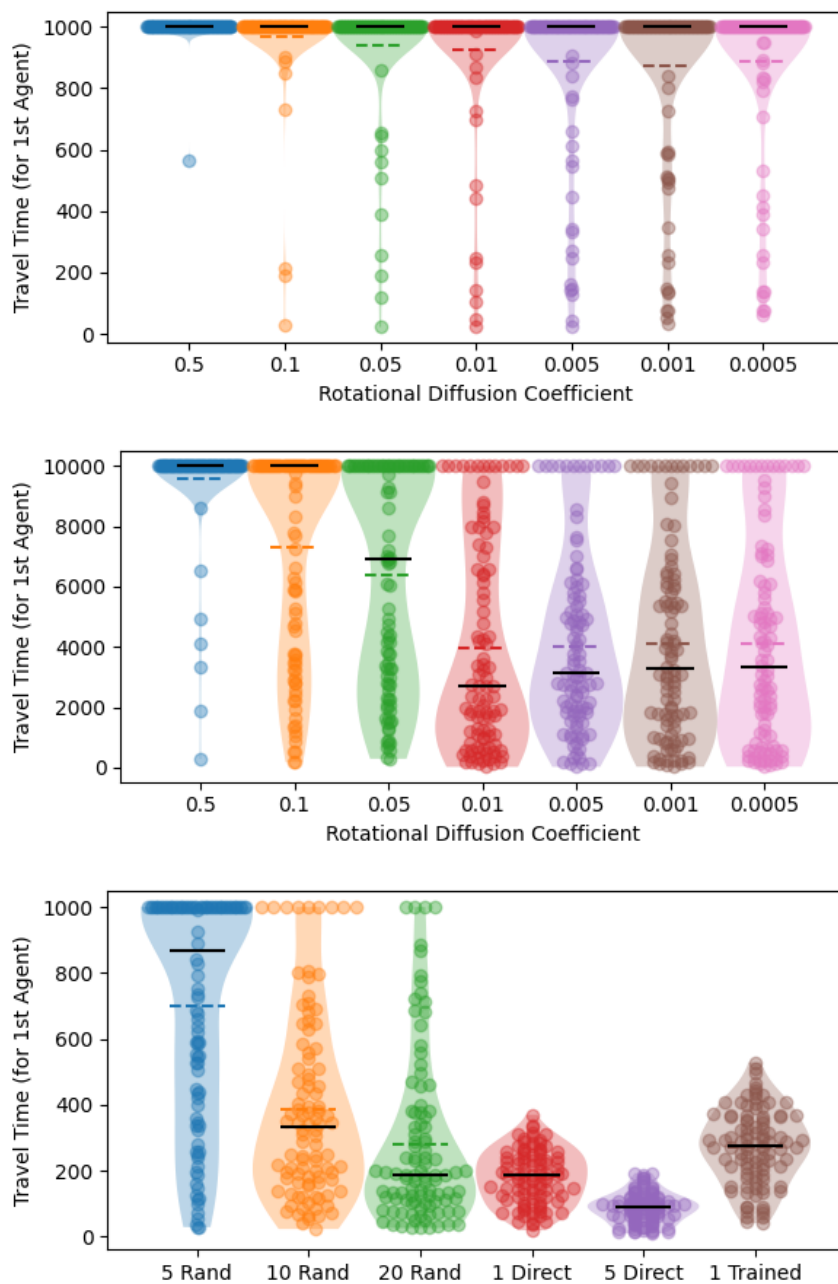 1000
800
600
400
200
0
Travel Time (for 1st Agent)
0.5 0.1 0.05 0.01 0.005 0.001 0.0005
Rotational Diffusion Coefficient
10000
8000
6000
4000
2000
0
Travel Time (for 1st Agent)
0.5 0.1 0.05 0.01 0.005 0.001 0.0005
Rotational Diffusion Coefficient
1000
800
600
400
200
0
Travel Time (for 1st Agent)
5 Rand 10 Rand 20 Rand 1 Direct 5 Direct 1 Trained